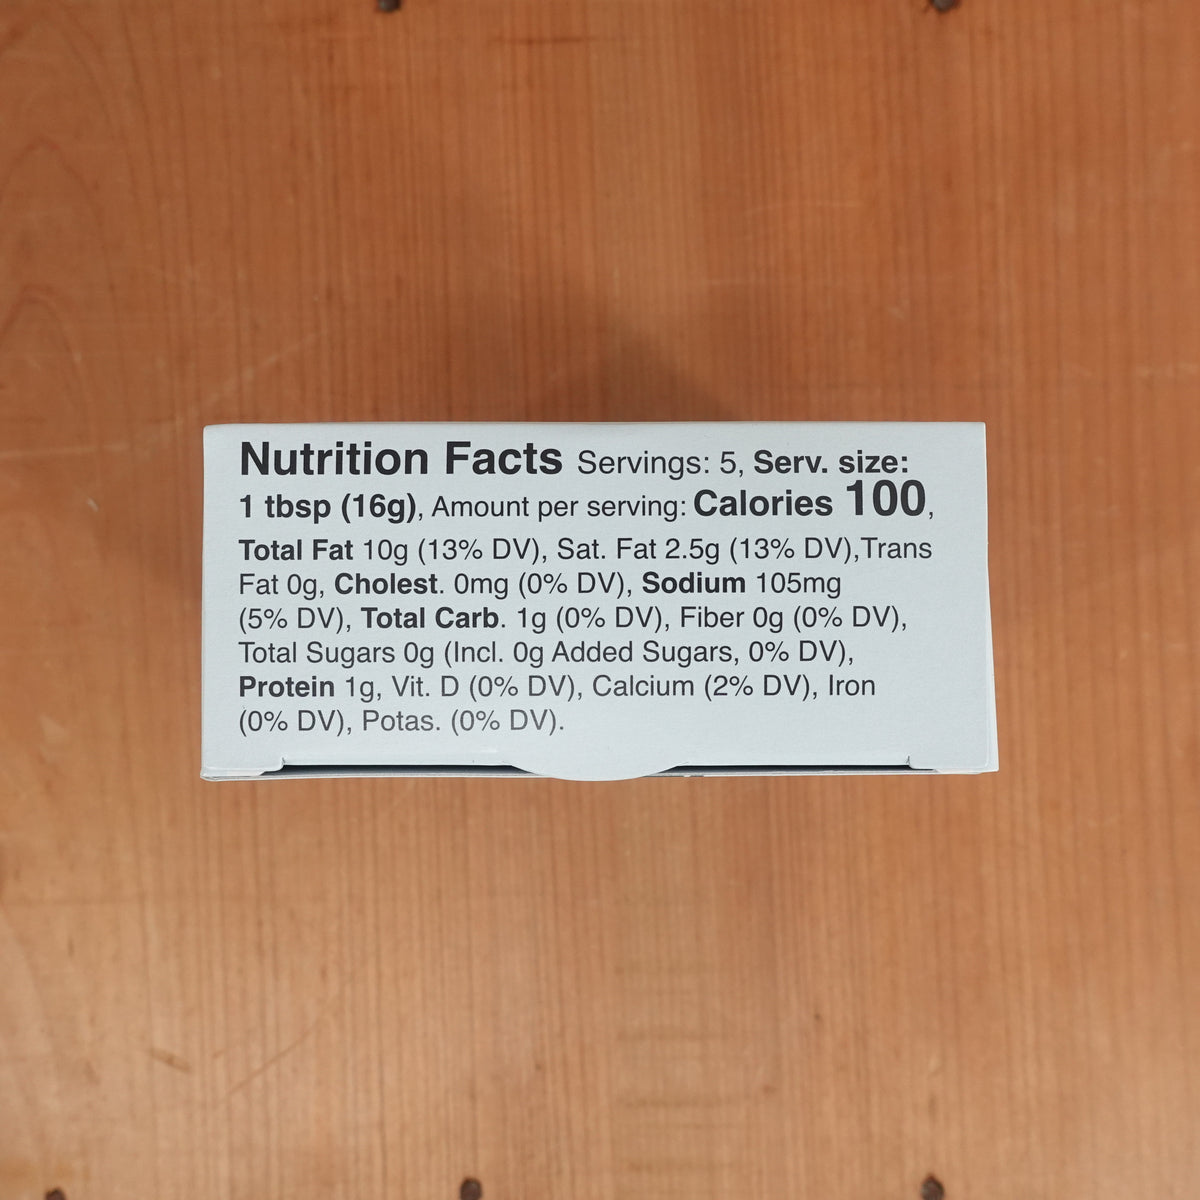 Nutrition Facts Servings: 5, Serv. size:
1 tbsp (16g), Amount per serving: Calories 100,
Total Fat 10g (13% DV), Sat. Fat 2.5g (13% DV),Trans
Fat 0g, Cholest. 0mg (0% DV), Sodium 105mg
(5% DV), Total Carb. 1g (0% DV), Fiber 0g (0% DV),
Total Sugars 0g (Incl. 0g Added Sugars, 0% DV),
Protein 1g, Vit. D (0% DV), Calcium (2% DV), Iron
(0% DV), Potas. (0% DV).